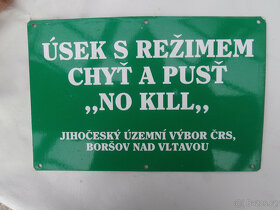 ÚSEK S REŽIMEM
CHYŤ A PUSŤ
,,NO KILL,,
JIHOČESKÝ ÚZEMNÍ VÝBOR ČRS,
BORŠOV NAD VLTAVOU